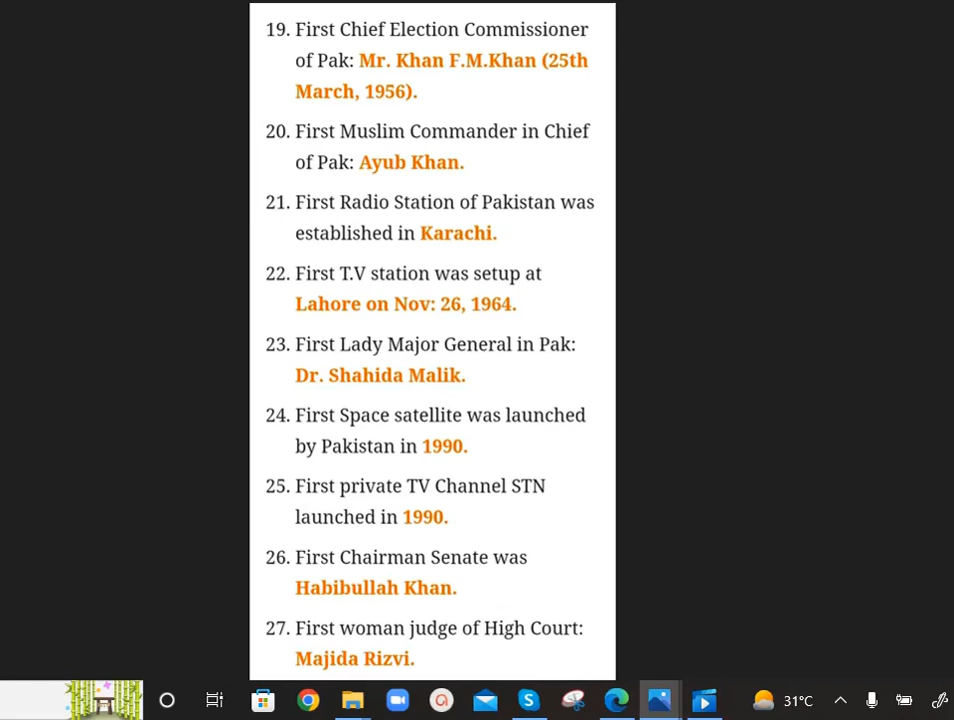 19. First Chief Election Commissioner
of Pak: Mr. Khan F.M.Khan (25th
March, 1956).
20. First Muslim Commander in Chief
of Pak: Ayub Khan.
21. First Radio Station of Pakistan was
established in Karachi.
22. First T.V station was setup at
Lahore on Nov: 26, 1964.
23. First Lady Major General in Pak:
Dr. Shahida Malik.
24. First Space satellite was launched
by Pakistan in 1990.
25. First private TV Channel STN
launched in 1990.
26. First Chairman Senate was
Habibullah Khan.
27. First woman judge of High Court:
Majida Rizvi.
31°C